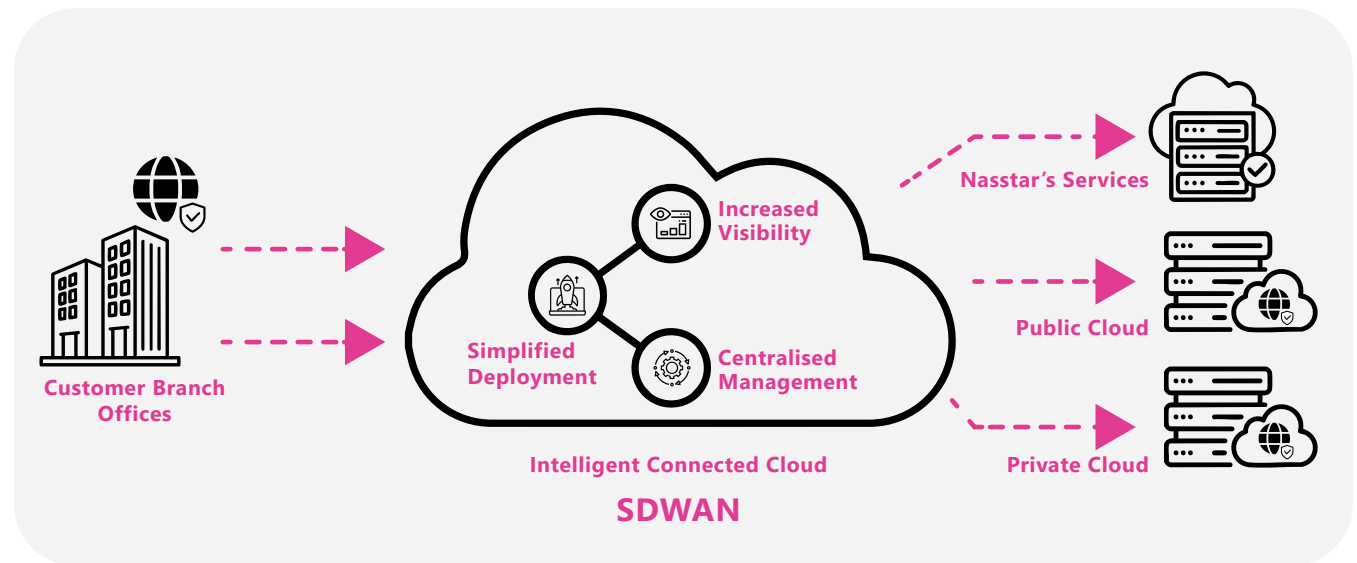 Customer Branch
Offices
Increased
Visibility
Simplified
Deployment
Centralised
Management
Intelligent Connected Cloud
SDWAN
Nasstar’s Services
Public Cloud
Private Cloud